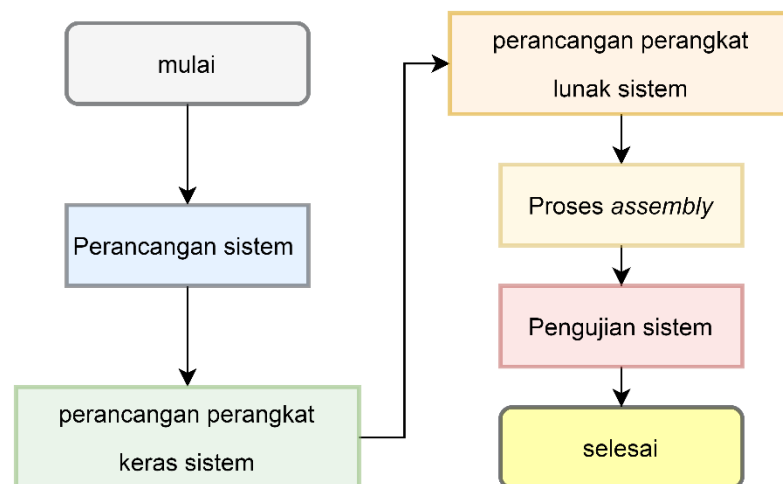 mulai
Perancangan sistem
perancangan perangkat
keras sistem
perancangan perangkat
lunak sistem
Proses assembly
Pengujian sistem
selesai